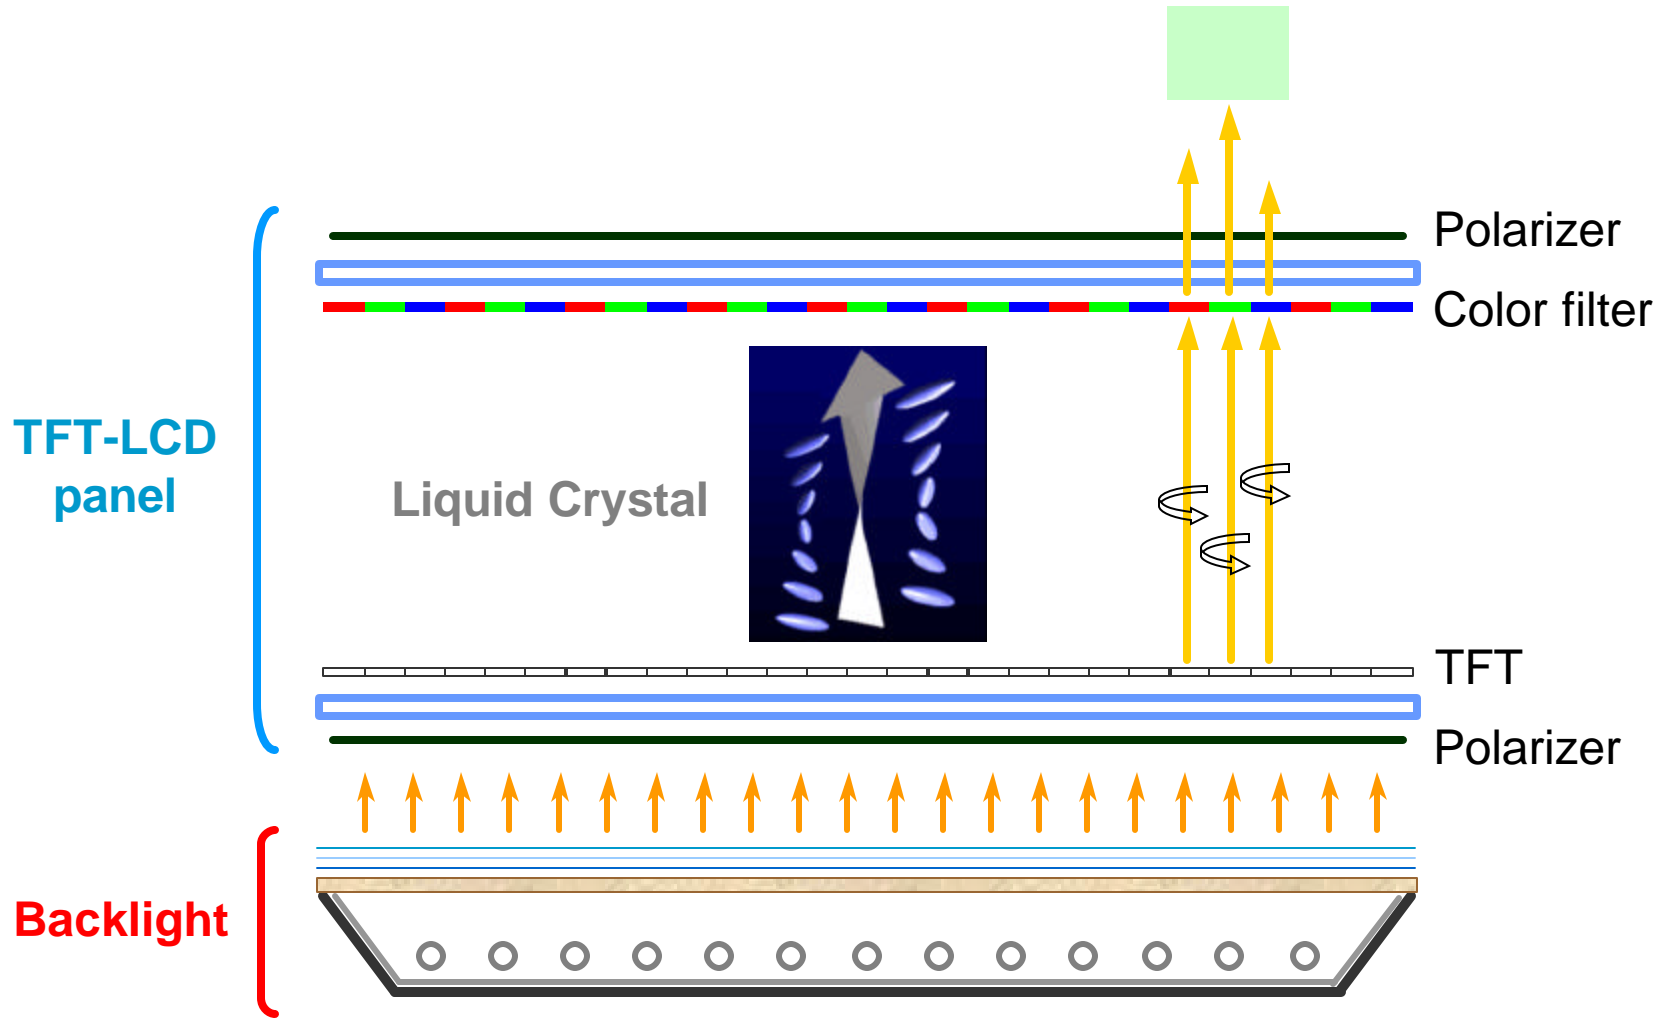 Polarizer
Color filter
TFT-LCD
panel
Liquid Crystal
TFT
Polarizer
Backlight